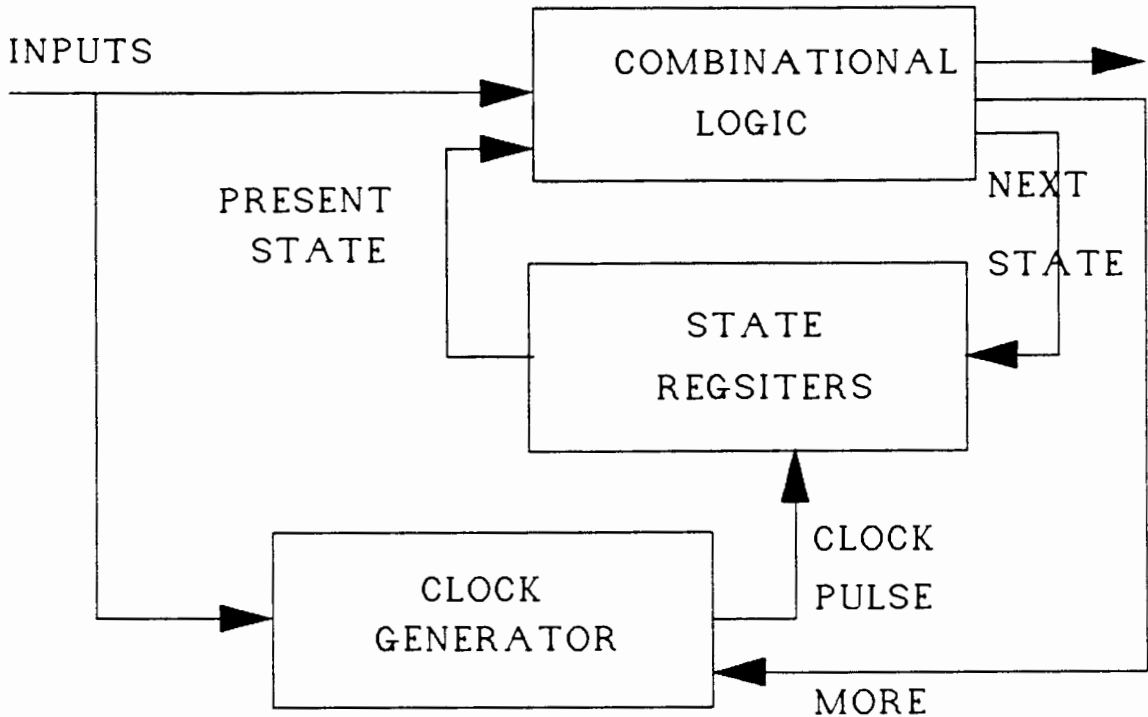 INPUTS
COMBINATIONAL
LOGIC
PRESENT
STATE
NEXT
STATE
STATE
REGSITERS
CLOCK
PULSE
CLOCK
GENERATOR
MORE